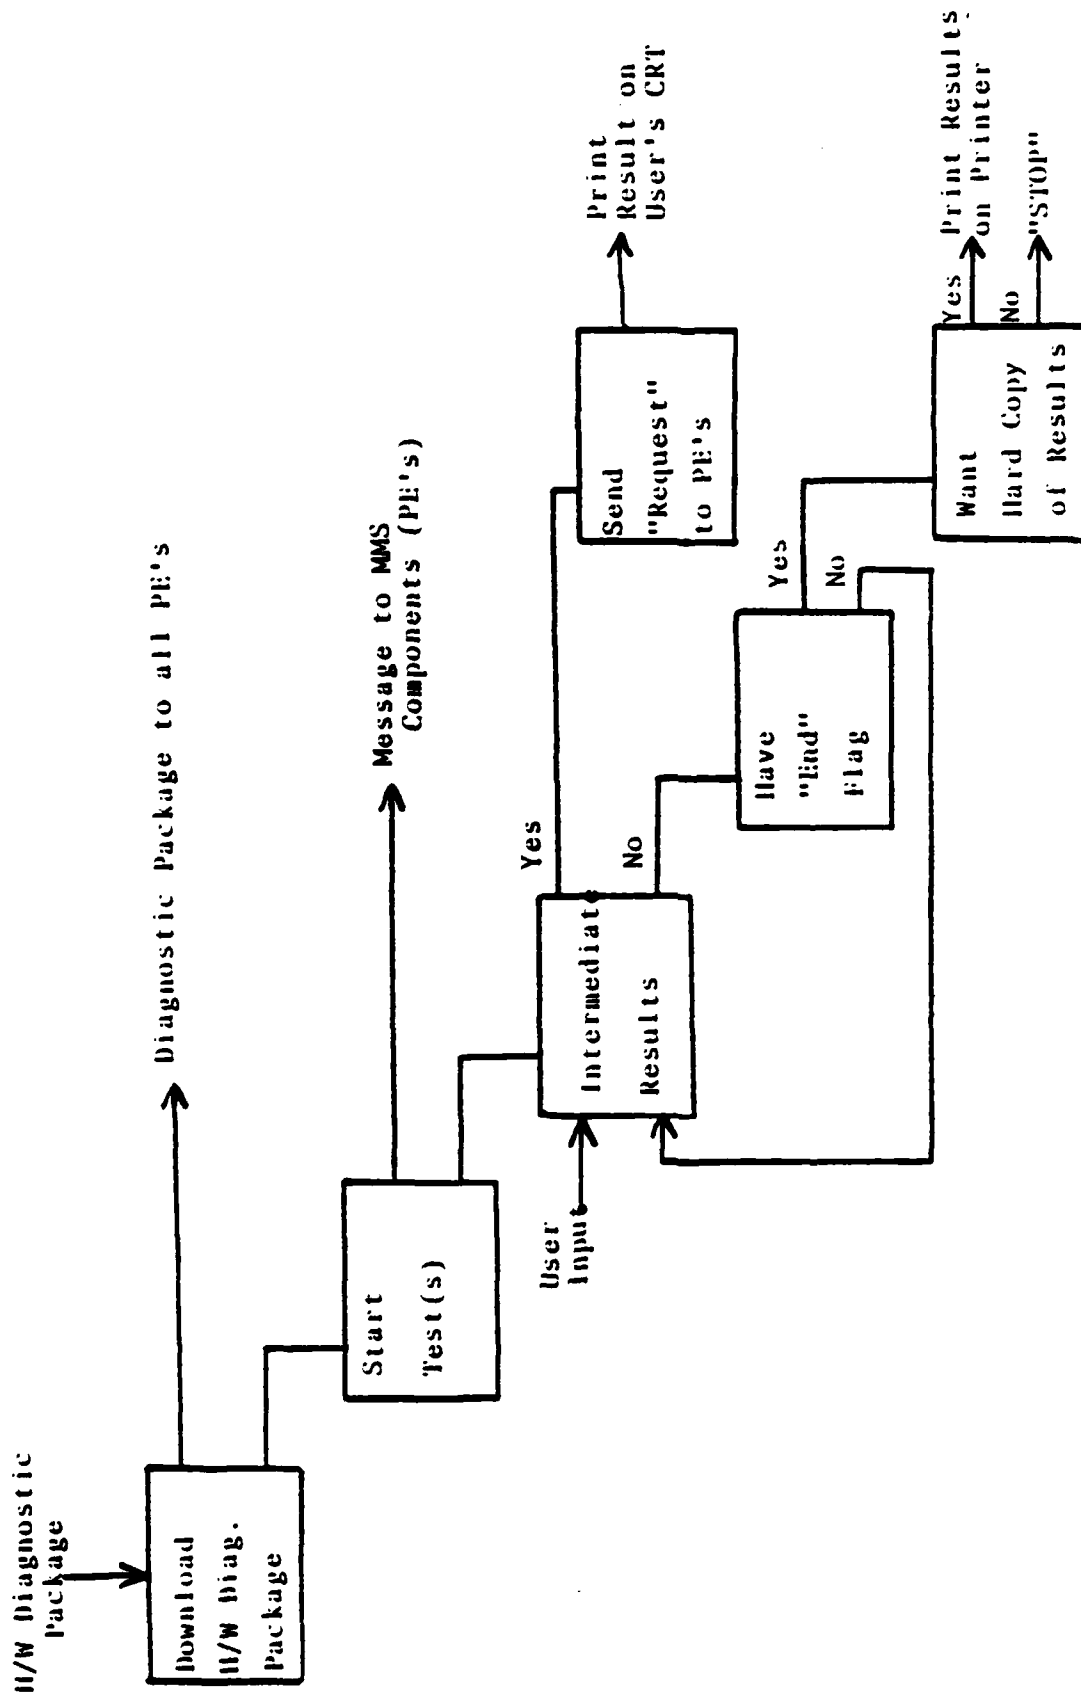 H/W Diagnostic
Package
Download
H/W Diag.
Package
Diagnostic Package to all PE's
Start
Test(s)
Message to MMS
Components (PE's)
User
Input
Intermediate
Results
Yes
No
Send
"Request"
to PE's
Print
Result on
User's CRT
Have
"End"
Flag
Yes
No
Want
Hard Copy
of Results
Yes
No
Print Results
on Printer
"STOP"